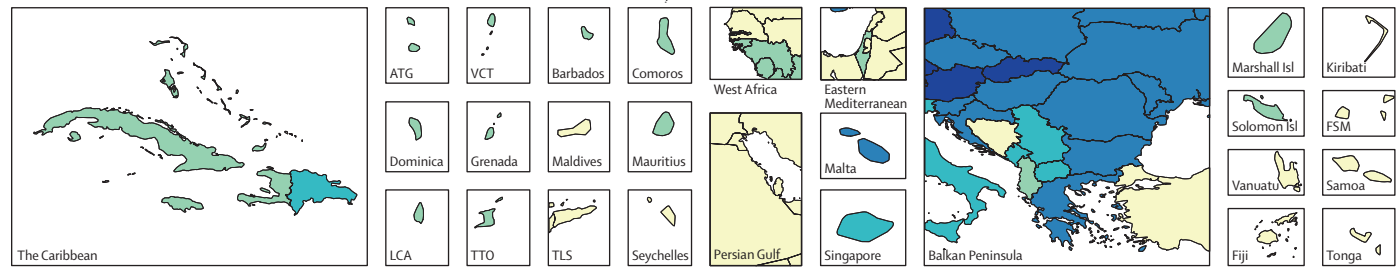 The Caribbean
ATG
VCT
Barbados
Comoros
West Africa
Eastern
Mediterranean
Marshall Isl
Kiribati
Dominica
Grenada
Maldives
Mauritius
Malta
Solomon Isl
FSM
Vanuatu
Samoa
LCA
TTO
TLS
Seychelles
Persian Gulf
Singapore
Balkan Peninsula
Fiji
Tonga